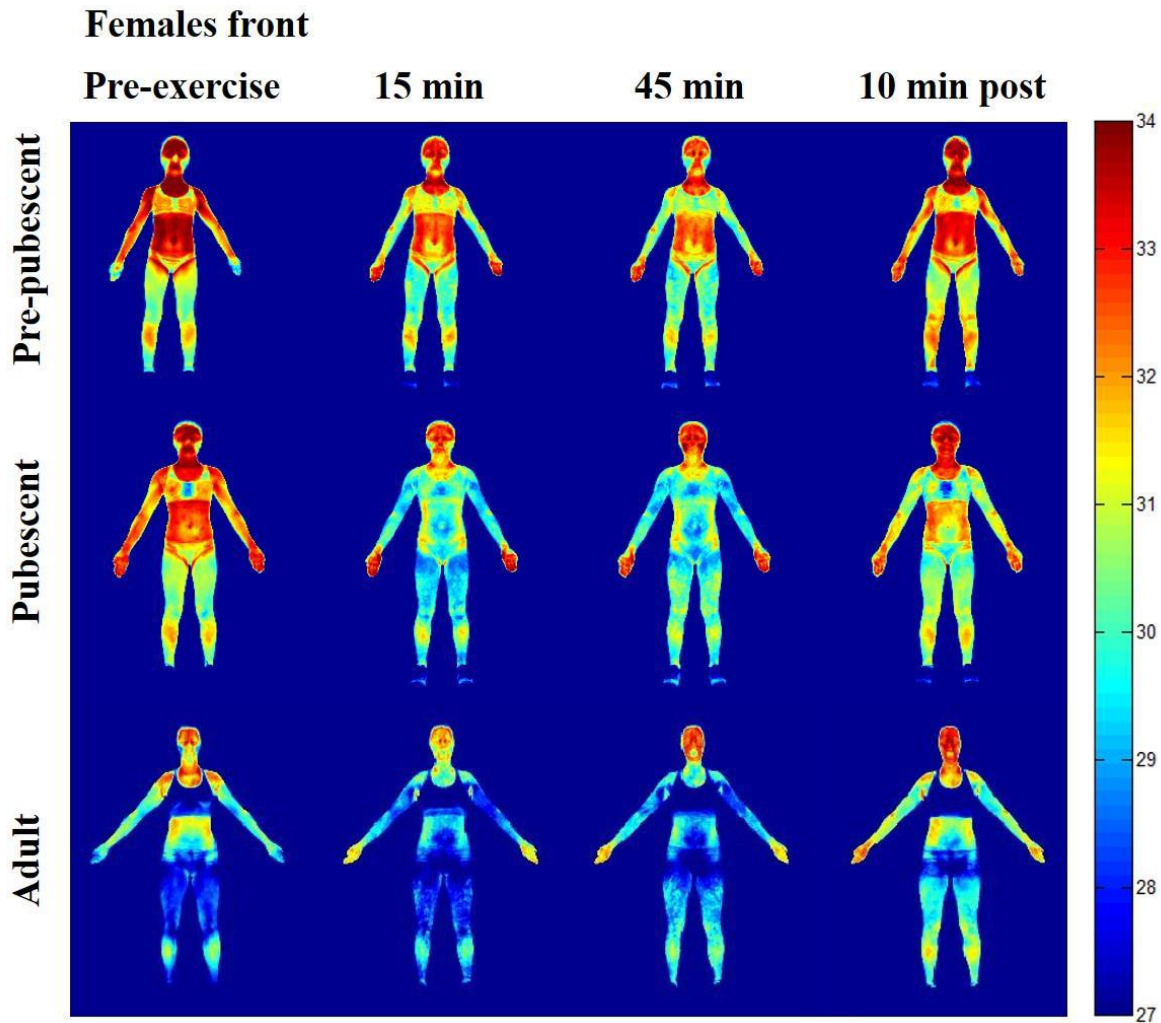 Females front
Pre-exercise 15 min 45 min 10 min post
Pre-pubescent
Pubescent
Adult
34
33
32
31
30
29
28
27